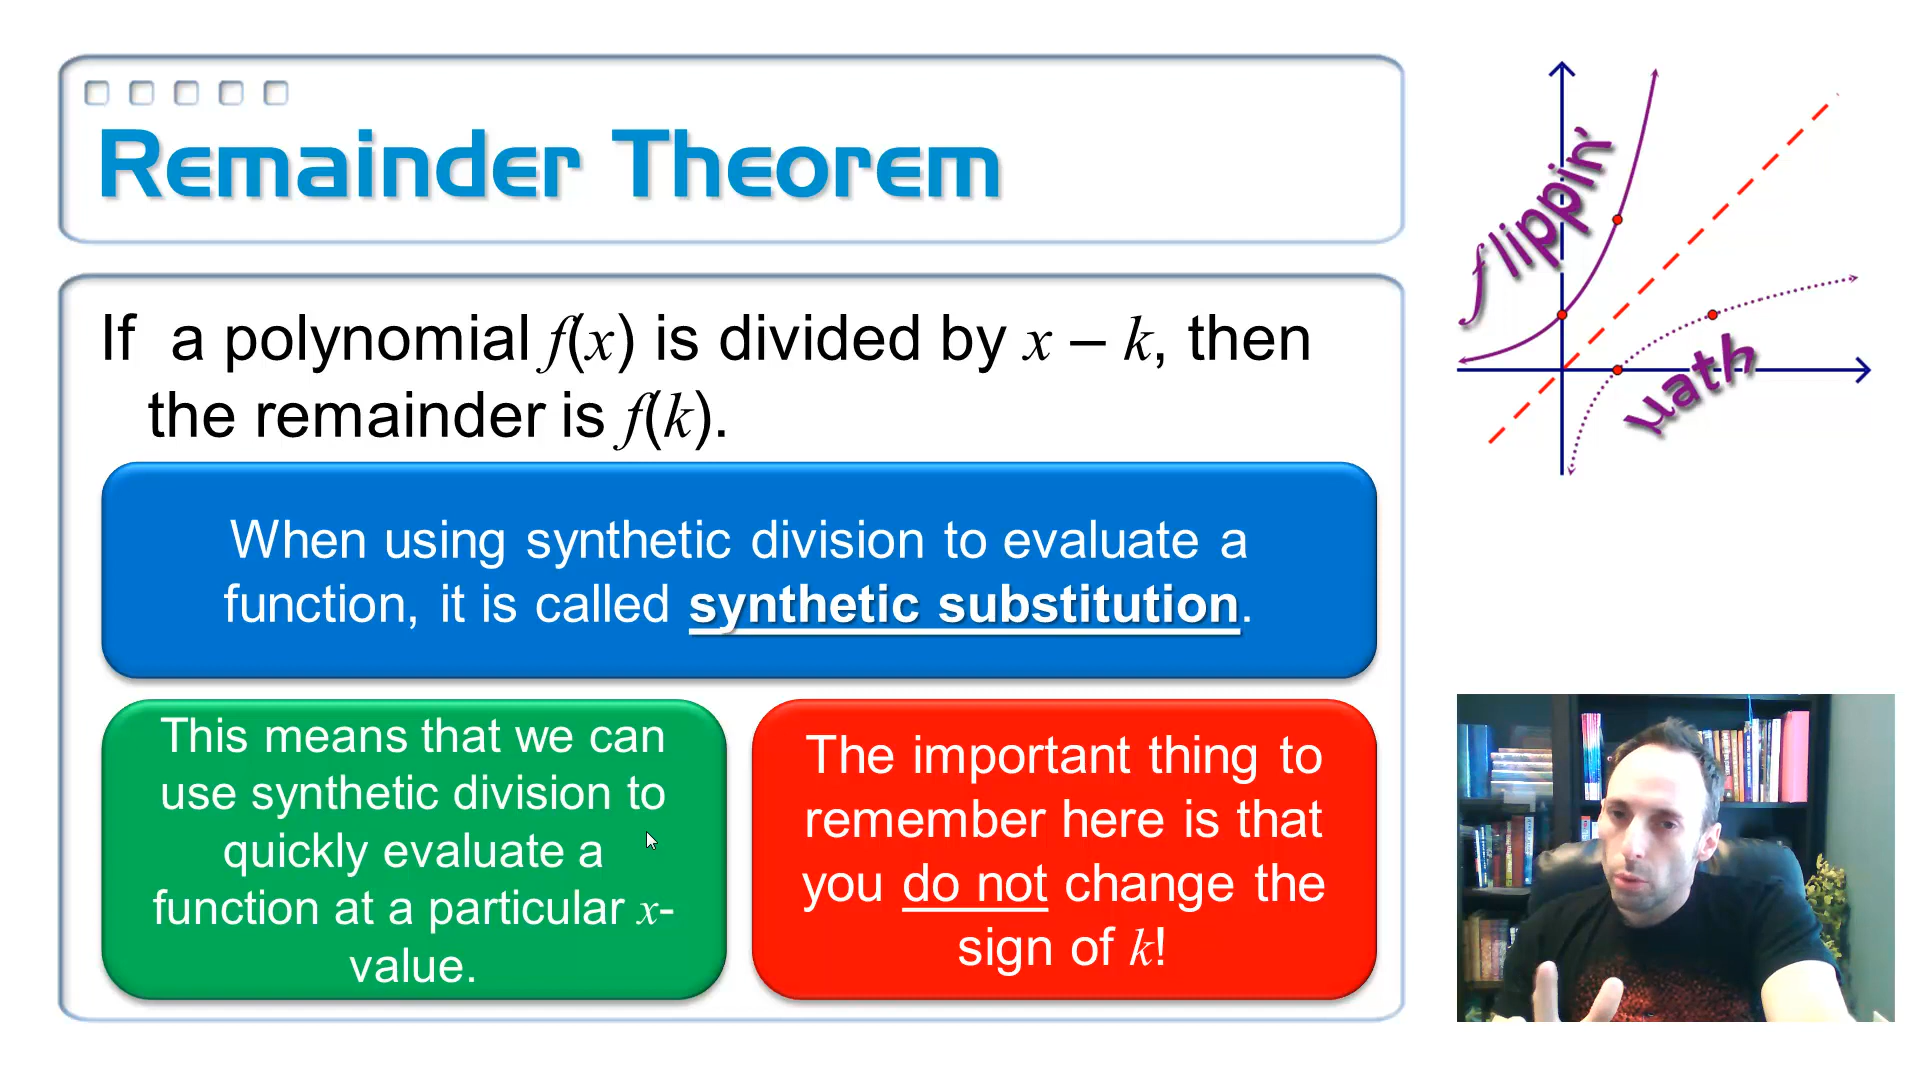 Remainder Theorem
If a polynomial f(x) is divided by x – k, then
the remainder is f(k).
When using synthetic division to evaluate a
function, it is called synthetic substitution.
This means that we can
use synthetic division to
quickly evaluate a
function at a particular x-
value.
The important thing to
remember here is that
you do not change the
sign of k!
flippin'
μath